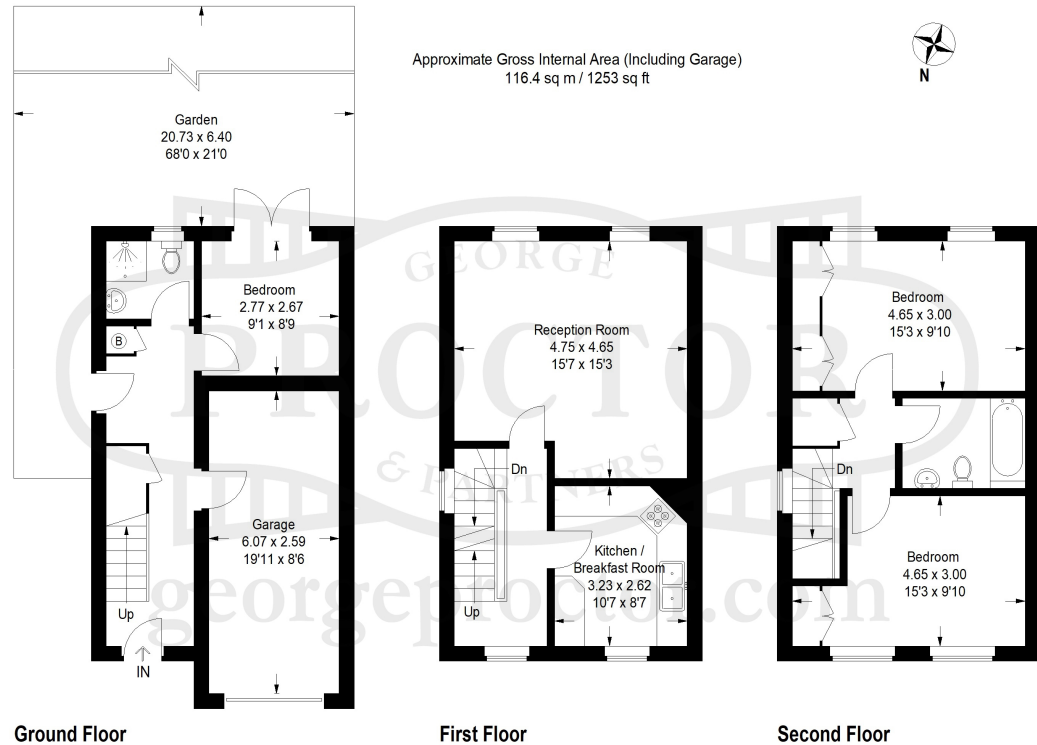 Approximate Gross Internal Area (Including Garage)
116.4 sq m / 1253 sq ft
N
Garden
20.73 x 6.40
68'0 x 21'0
Bedroom
2.77 x 2.67
9'1 x 8'9
B
Garage
6.07 x 2.59
19'11 x 8'6
Up
IN
Ground Floor
Reception Room
4.75 x 4.65
15'7 x 15'3
Dn
Kitchen /
Breakfast Room
3.23 x 2.62
10'7 x 8'7
Up
First Floor
Bedroom
4.65 x 3.00
15'3 x 9'10
Dn
Bedroom
4.65 x 3.00
15'3 x 9'10
Second Floor
GEORGE
PROCTOR
& PARTNERS
georgeproctor.com